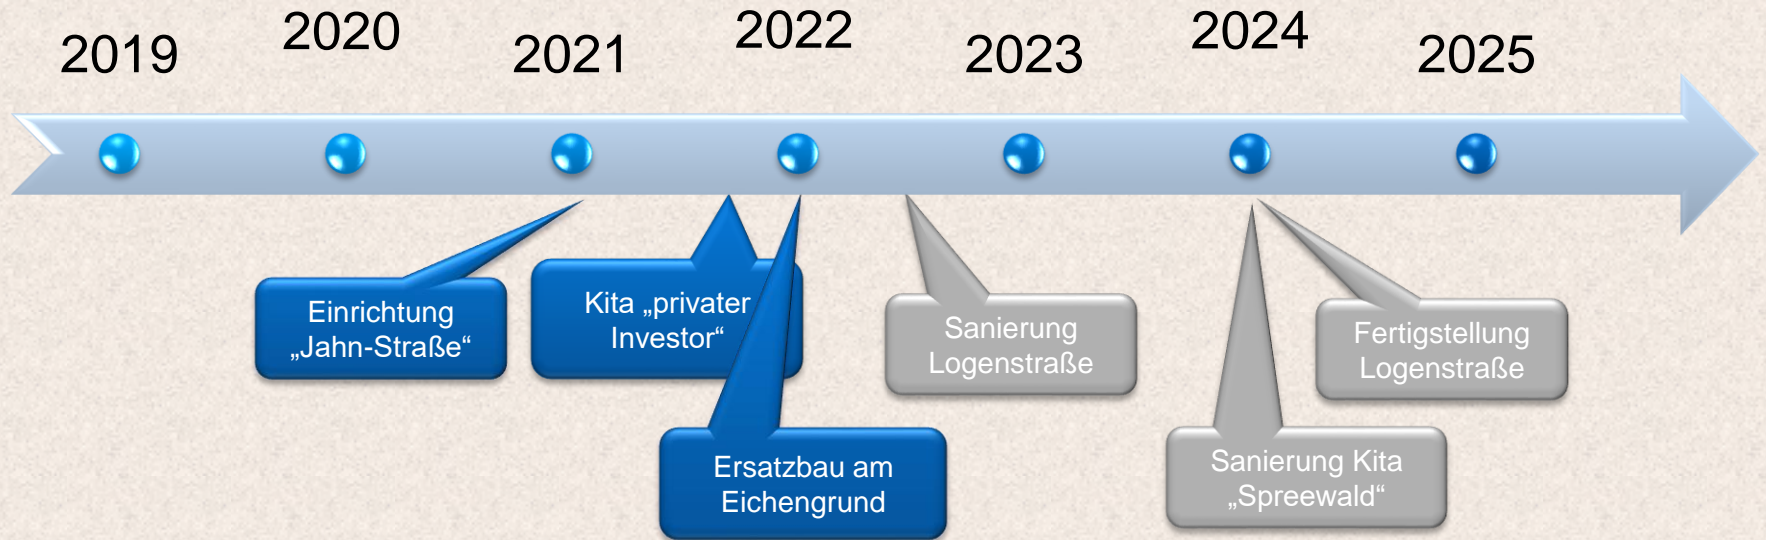 2019
2020
2021
2022
2023
2024
2025
Einrichtung
„Jahn-Straße“
Kita „privater
Investor“
Ersatzbau am
Eichengrund
Sanierung
Logenstraße
Sanierung Kita
„Spreewald“
Fertigstellung
Logenstraße